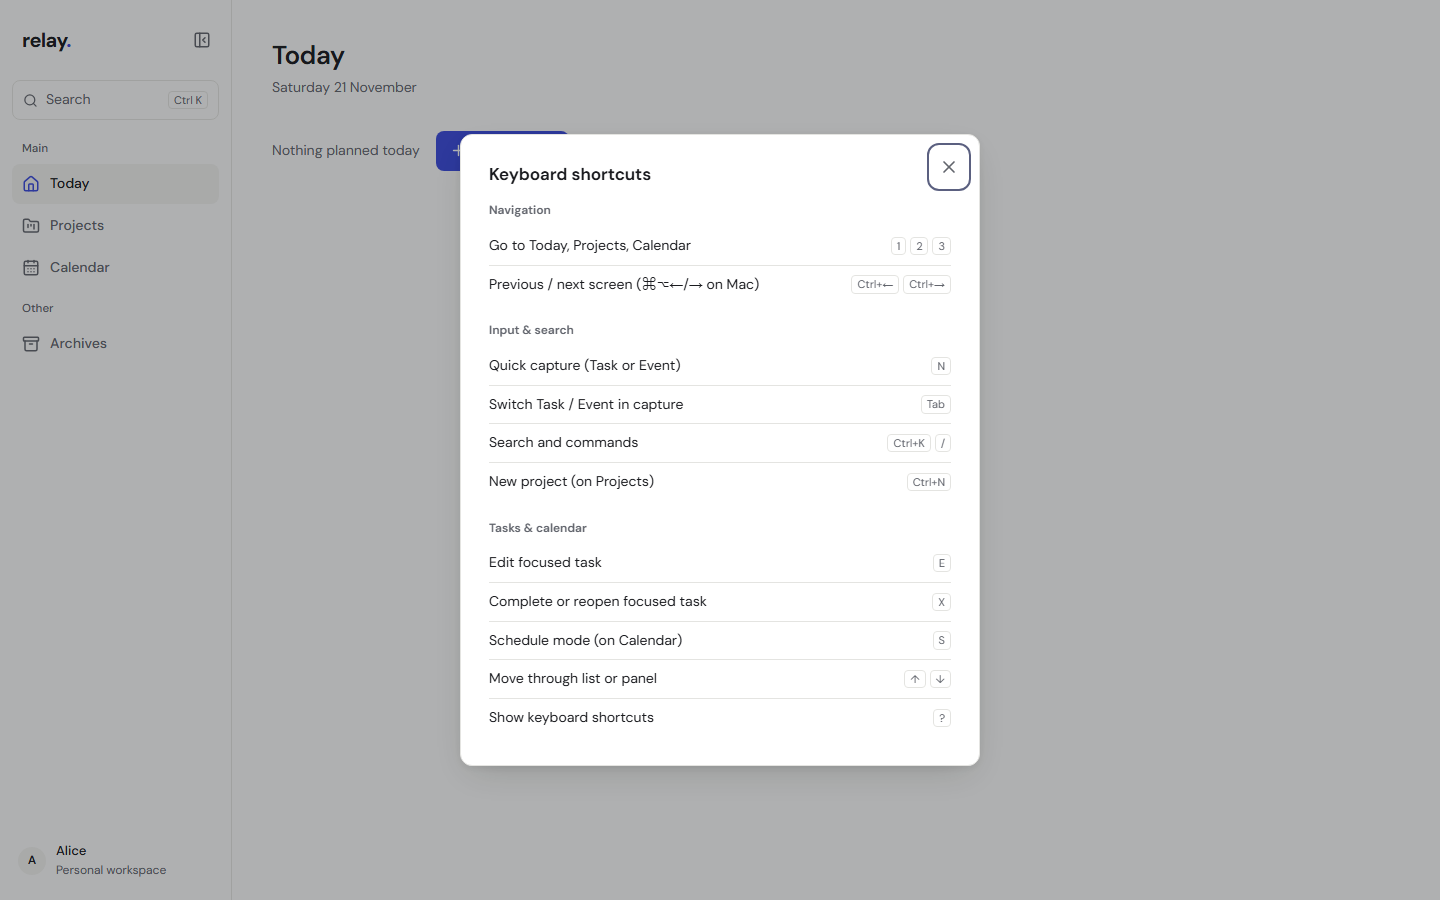 relay.
Search Ctrl K
Main
Today
Projects
Calendar
Other
Archives
A Alice
Personal workspace
Today
Saturday 21 November
Nothing planned today +
Keyboard shortcuts
Navigation
Go to Today, Projects, Calendar 1 2 3
Previous / next screen (⌘⌥←/→ on Mac) Ctrl+← Ctrl+→
Input & search
Quick capture (Task or Event) N
Switch Task / Event in capture Tab
Search and commands Ctrl+K /
New project (on Projects) Ctrl+N
Tasks & calendar
Edit focused task E
Complete or reopen focused task X
Schedule mode (on Calendar) S
Move through list or panel ↑ ↓
Show keyboard shortcuts ?